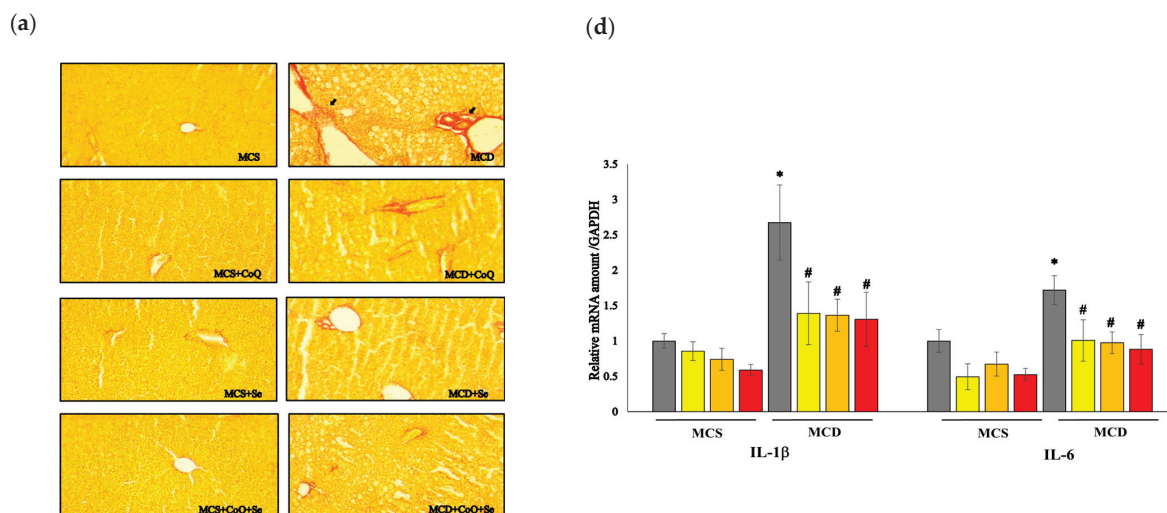 (a)
MCS
MCD
MCS+CoQ
MCD+CoQ
MCS+Se
MCD+Se
MCS+CoQ+Se
MCD+CoQ+Se
(d)
Relative mRNA amount /GAPDH
3.5
3
2.5
2
1.5
1
0.5
0
*
#
#
#
*
#
#
#
MCS
MCD
MCS
MCD
IL-1β
IL-6